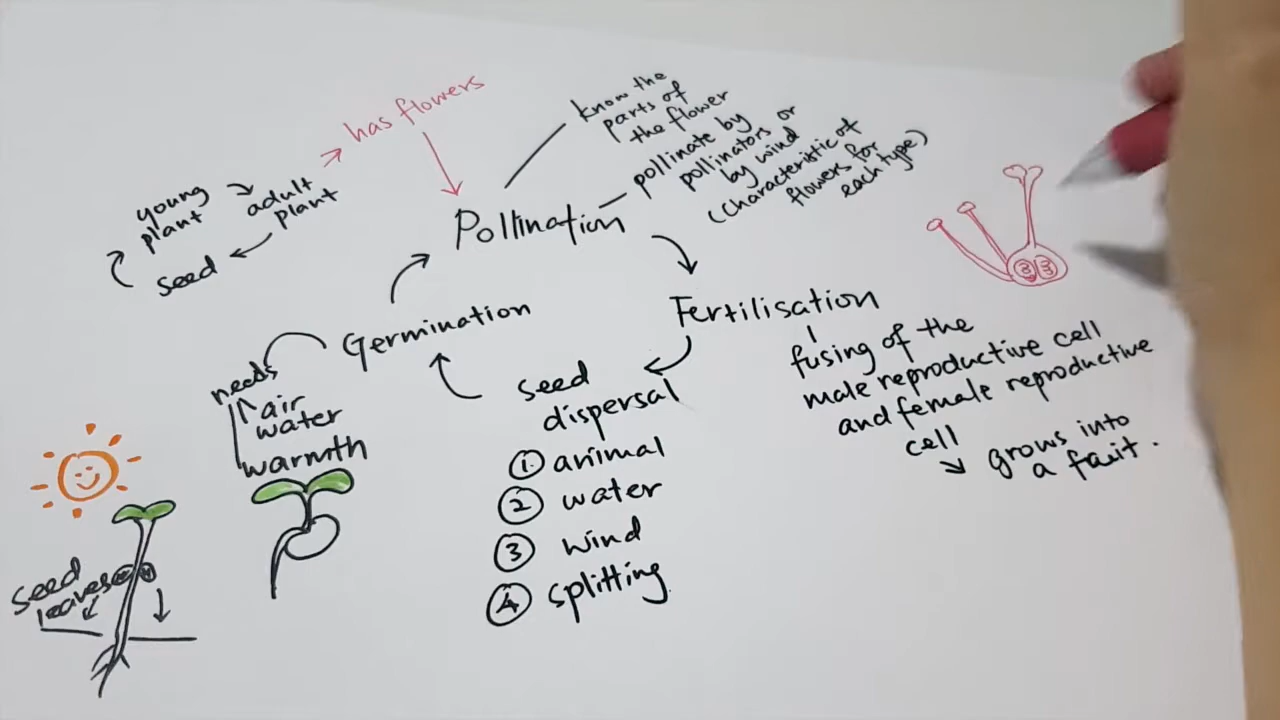 has flowers
young
plant
adult
plant
seed
know the
parts of
the flower
pollinate by
pollinators or
by wind
(characteristic of
flowers for
each type)
Pollination
Fertilisation
fusing of the
male reproductive cell
and female reproductive
cell
grows into
a fruit.
seed
dispersal
① animal
② water
③ wind
④ splitting
Germination
needs
air
water
warmth
seed
leaves